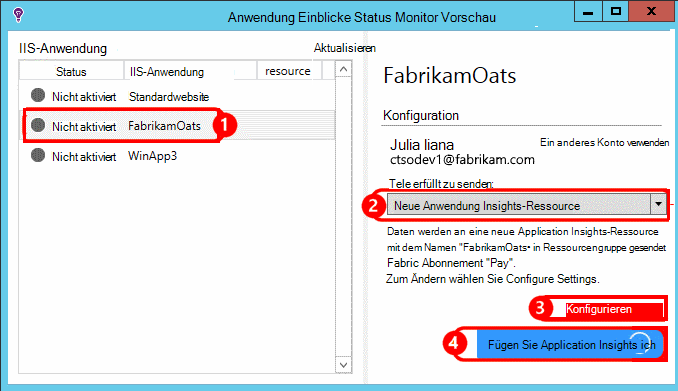 Anwendung Einblicke Status Monitor Vorschau
IIS-Anwendung
Aktualisieren
Status IIS-Anwendung resource
Nicht aktiviert Standardwebsite
Nicht aktiviert FabrikamOats 1
Nicht aktiviert WinApp3
FabrikamOats
Konfiguration
Julia liana
Ein anderes Konto verwenden
ctsodev1@fabrikam.com
Tele erfüllt zu senden:
2 Neue Anwendung Insights-Ressource
Daten werden an eine neue Application Insights-Ressource
mit dem Namen "FabrikamOats• in Ressourcengruppe gesendet
Fabric Abonnement "Pay".
Zum Ändern wählen Sie Configure Settings.
3 Konfigurieren
4 Fügen Sie Application Insights ich